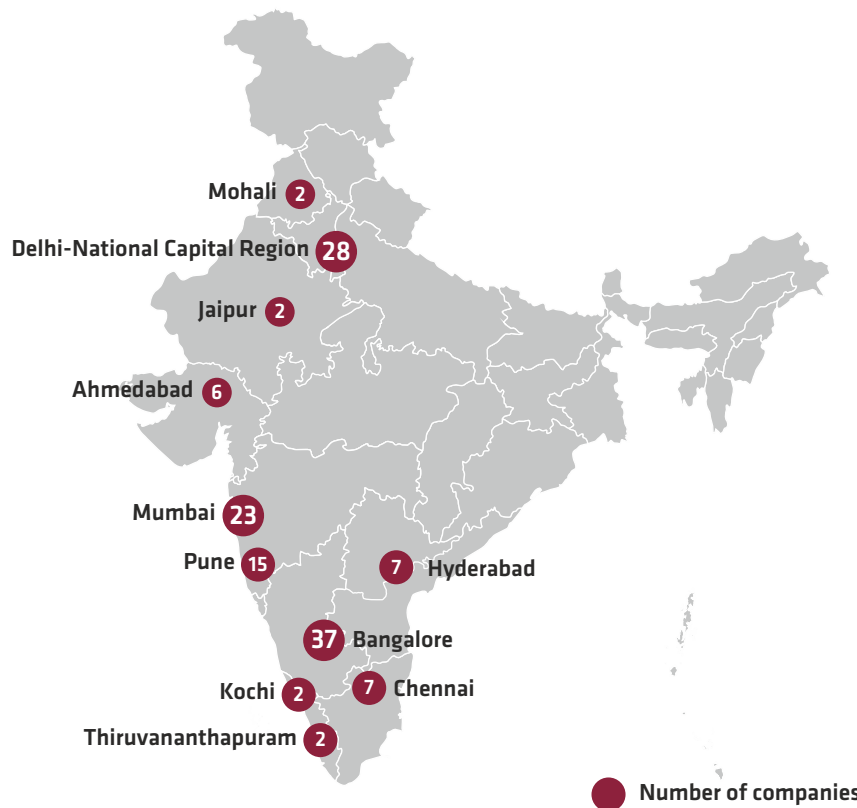 Mohali 2
Delhi-National Capital Region 28
Jaipur 2
Ahmedabad 6
Mumbai 23
Pune 15
7 Hyderabad
37 Bangalore
Kochi 2
7 Chennai
Thiruvananthapuram 2
Number of companies